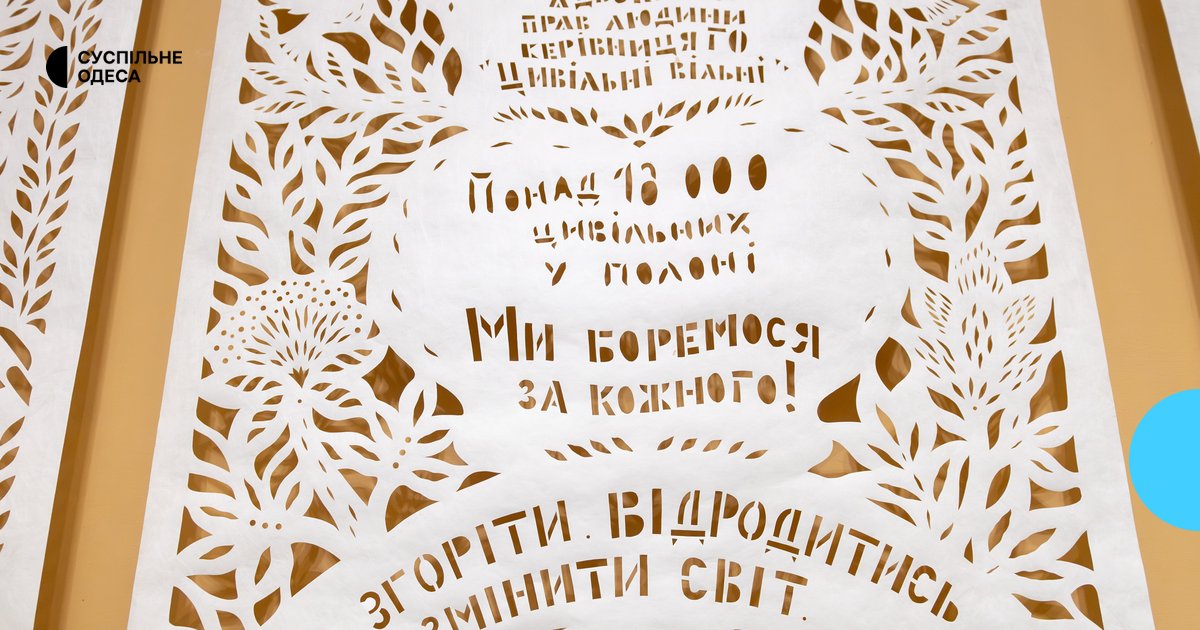 СУСПІЛЬНЕ
ОДЕСА
ПРАВ ЛЮДИНИ
КЕРІВНИЦЯ ГО
"Цивільні вільні"
Понад 16 000
цивільних
у полоні
Ми боремося
за кожного!
ЗГОРІТИ. ВІДРОДИТИСЬ
ЗМІНИТИ СВІТ.